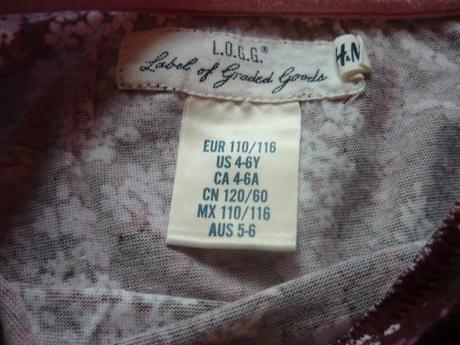 L.O.G.G.®
Label of Graded Goods
H&M
EUR 110/116
US 4-6Y
CA 4-6A
CN 120/60
MX 110/116
AUS 5-6